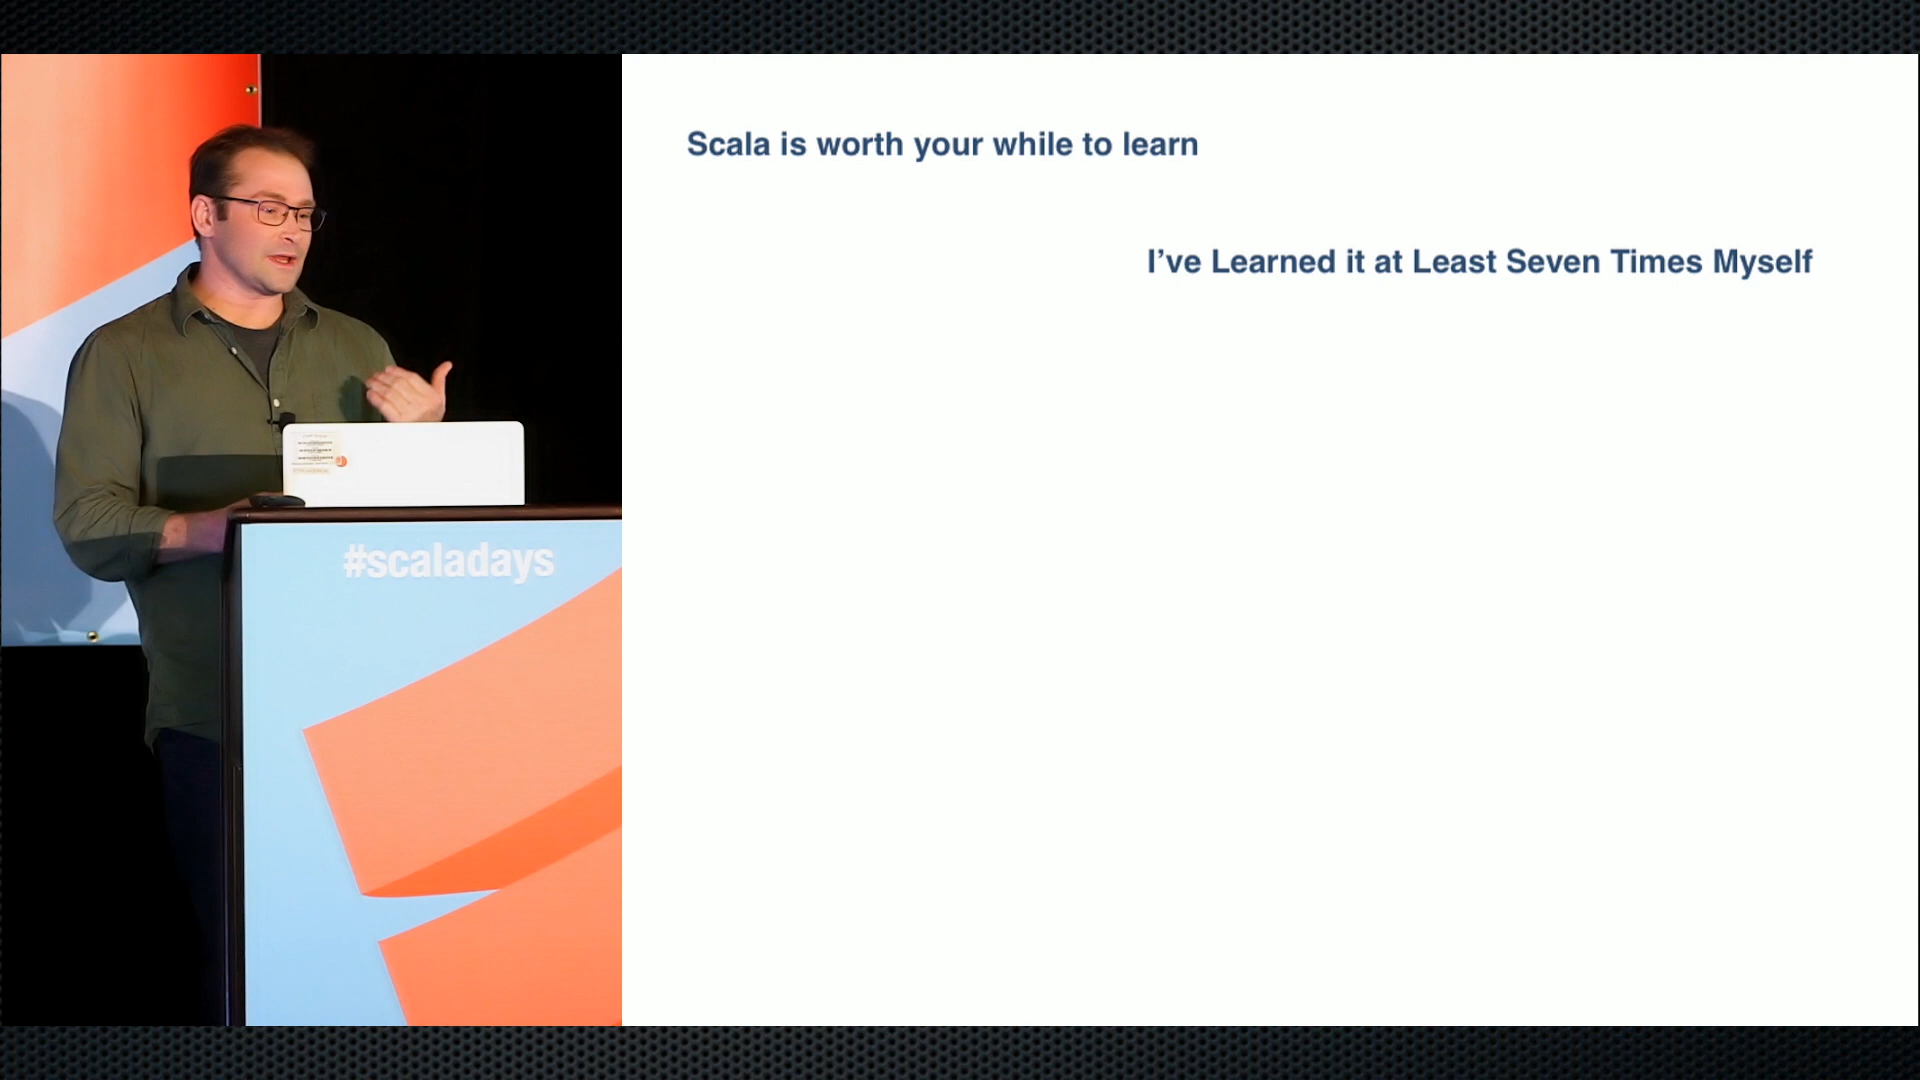 Scala is worth your while to learn
I’ve Learned it at Least Seven Times Myself
#scaladays